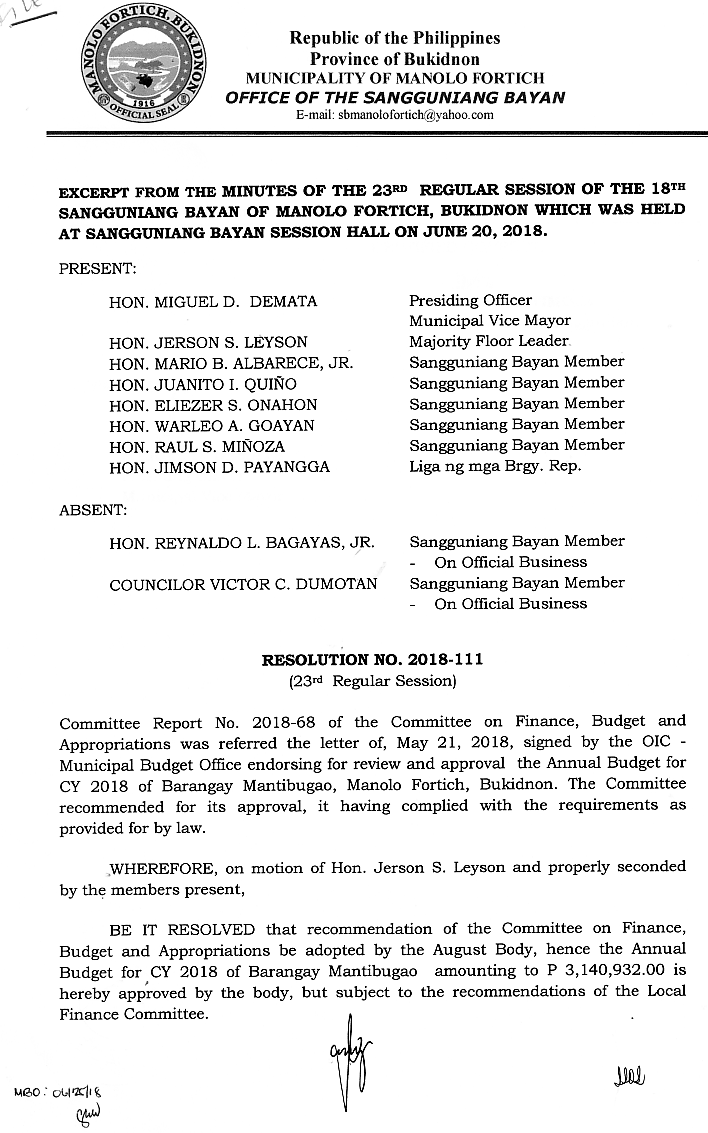 MANOLO FORTICH, BUKIDNON
1916
OFFICIAL SEAL
Republic of the Philippines
Province of Bukidnon
MUNICIPALITY OF MANOLO FORTICH
OFFICE OF THE SANGGUNIANG BAYAN
E-mail: sbmanolofortich@yahoo.com
EXCERPT FROM THE MINUTES OF THE 23RD REGULAR SESSION OF THE 18TH
SANGGUNIANG BAYAN OF MANOLO FORTICH, BUKIDNON WHICH WAS HELD
AT SANGGUNIANG BAYAN SESSION HALL ON JUNE 20, 2018.
PRESENT:
HON. MIGUEL D. DEMATA Presiding Officer
Municipal Vice Mayor
HON. JERSON S. LEYSON Majority Floor Leader
HON. MARIO B. ALBARECE, JR. Sangguniang Bayan Member
HON. JUANITO I. QUIÑO Sangguniang Bayan Member
HON. ELIEZER S. ONAHON Sangguniang Bayan Member
HON. WARLEO A. GOAYAN Sangguniang Bayan Member
HON. RAUL S. MIÑOZA Sangguniang Bayan Member
HON. JIMSON D. PAYANGGA Liga ng mga Brgy. Rep.
ABSENT:
HON. REYNALDO L. BAGAYAS, JR. Sangguniang Bayan Member
- On Official Business
COUNCILOR VICTOR C. DUMOTAN Sangguniang Bayan Member
- On Official Business
RESOLUTION NO. 2018-111
(23rd Regular Session)
Committee Report No. 2018-68 of the Committee on Finance, Budget and
Appropriations was referred the letter of, May 21, 2018, signed by the OIC -
Municipal Budget Office endorsing for review and approval the Annual Budget for
CY 2018 of Barangay Mantibugao, Manolo Fortich, Bukidnon. The Committee
recommended for its approval, it having complied with the requirements as
provided for by law.
WHEREFORE, on motion of Hon. Jerson S. Leyson and properly seconded
by the members present,
BE IT RESOLVED that recommendation of the Committee on Finance,
Budget and Appropriations be adopted by the August Body, hence the Annual
Budget for CY 2018 of Barangay Mantibugao amounting to P 3,140,932.00 is
hereby approved by the body, but subject to the recommendations of the Local
Finance Committee.
MBO: